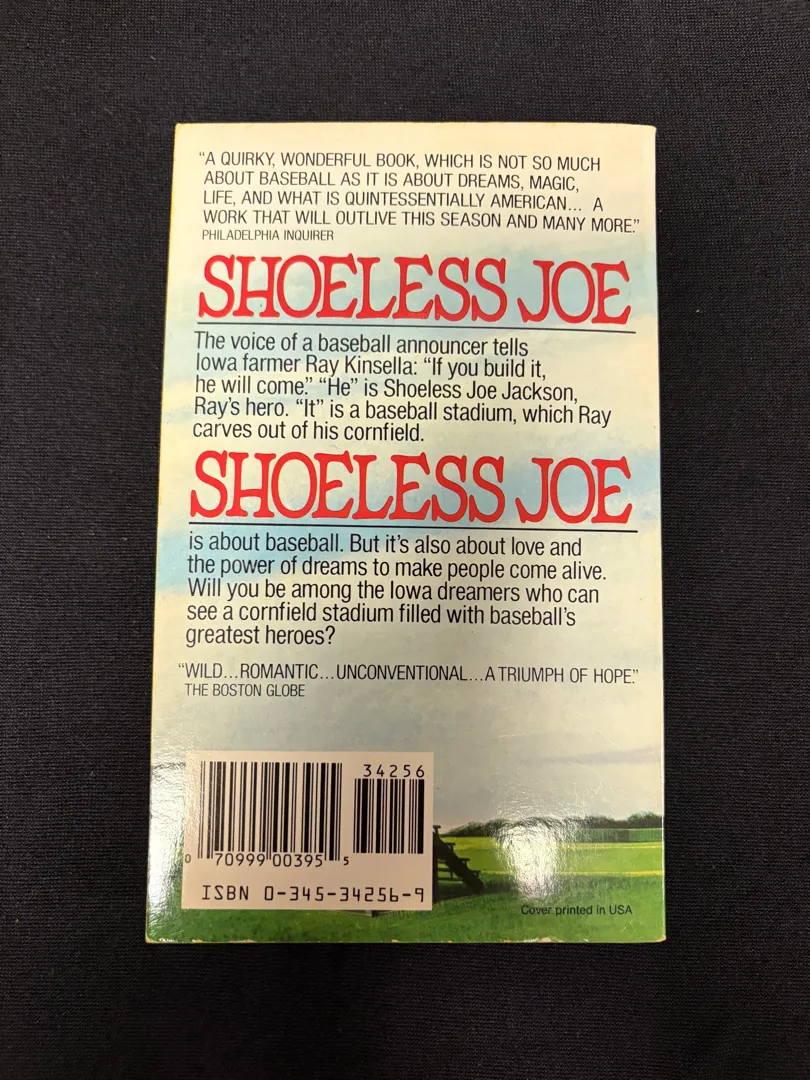 “A QUIRKY, WONDERFUL BOOK, WHICH IS NOT SO MUCH
ABOUT BASEBALL AS IT IS ABOUT DREAMS, MAGIC,
LIFE, AND WHAT IS QUINTESSENTIALLY AMERICAN... A
WORK THAT WILL OUTLIVE THIS SEASON AND MANY MORE.”
PHILADELPHIA INQUIRER
SHOELESS JOE
The voice of a baseball announcer tells
Iowa farmer Ray Kinsella: “If you build it,
he will come.” “He” is Shoeless Joe Jackson,
Ray’s hero. “It” is a baseball stadium, which Ray
carves out of his cornfield.
SHOELESS JOE
is about baseball. But it’s also about love and
the power of dreams to make people come alive.
Will you be among the Iowa dreamers who can
see a cornfield stadium filled with baseball’s
greatest heroes?
“WILD...ROMANTIC...UNCONVENTIONAL...A TRIUMPH OF HOPE.”
THE BOSTON GLOBE
34256
0 70999 00395 5
ISBN 0-345-34256-9
Cover printed in USA